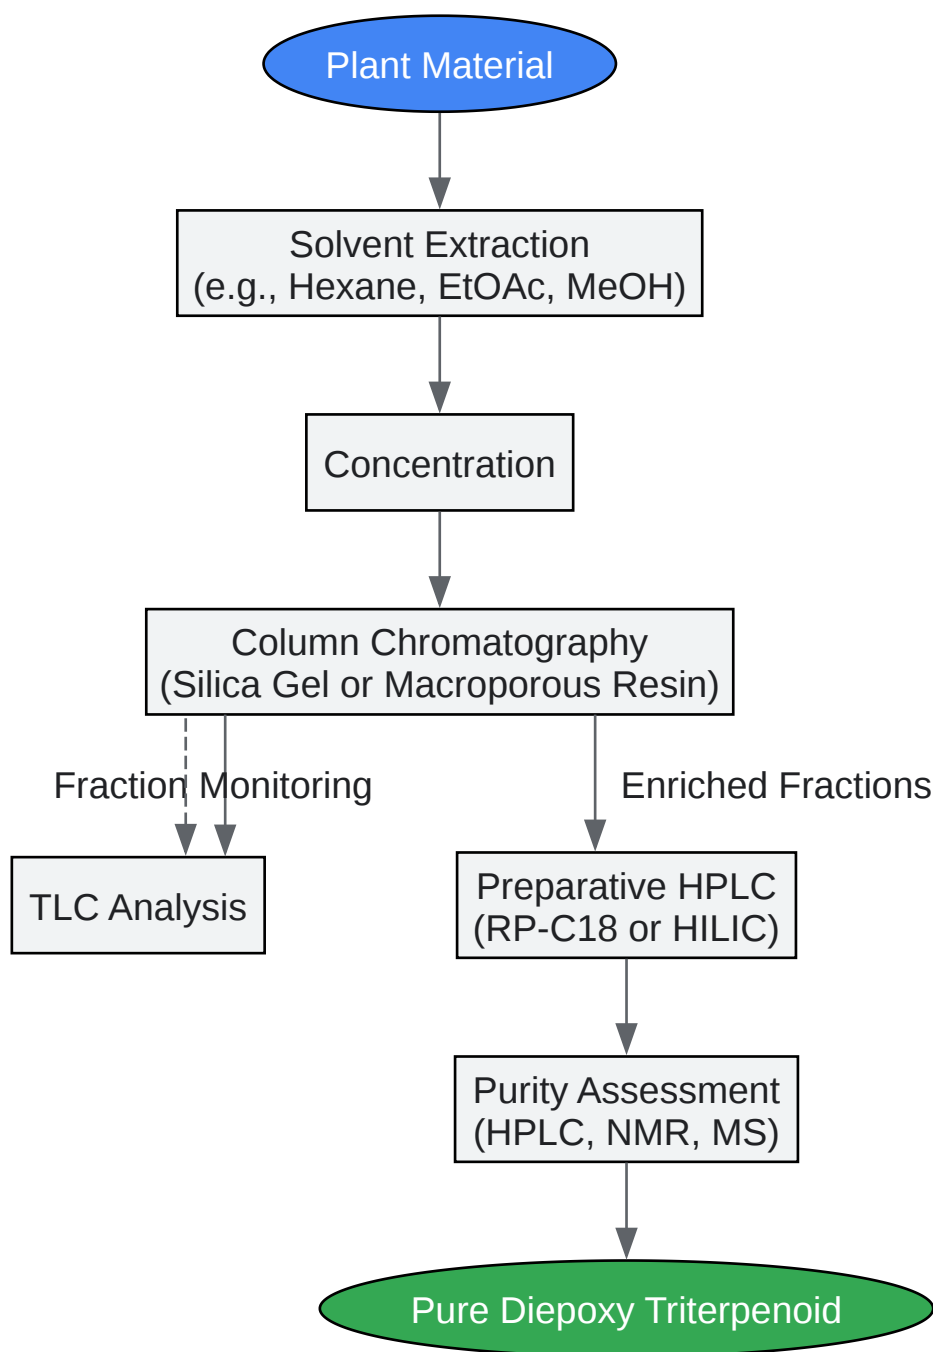 Plant Material
Solvent Extraction
(e.g., Hexane, EtOAc, MeOH)
Concentration
Column Chromatography
(Silica Gel or Macroporous Resin)
Fraction Monitoring
Enriched Fractions
TLC Analysis
Preparative HPLC
(RP-C18 or HILIC)
Purity Assessment
(HPLC, NMR, MS)
Pure Diepoxy Triterpenoid